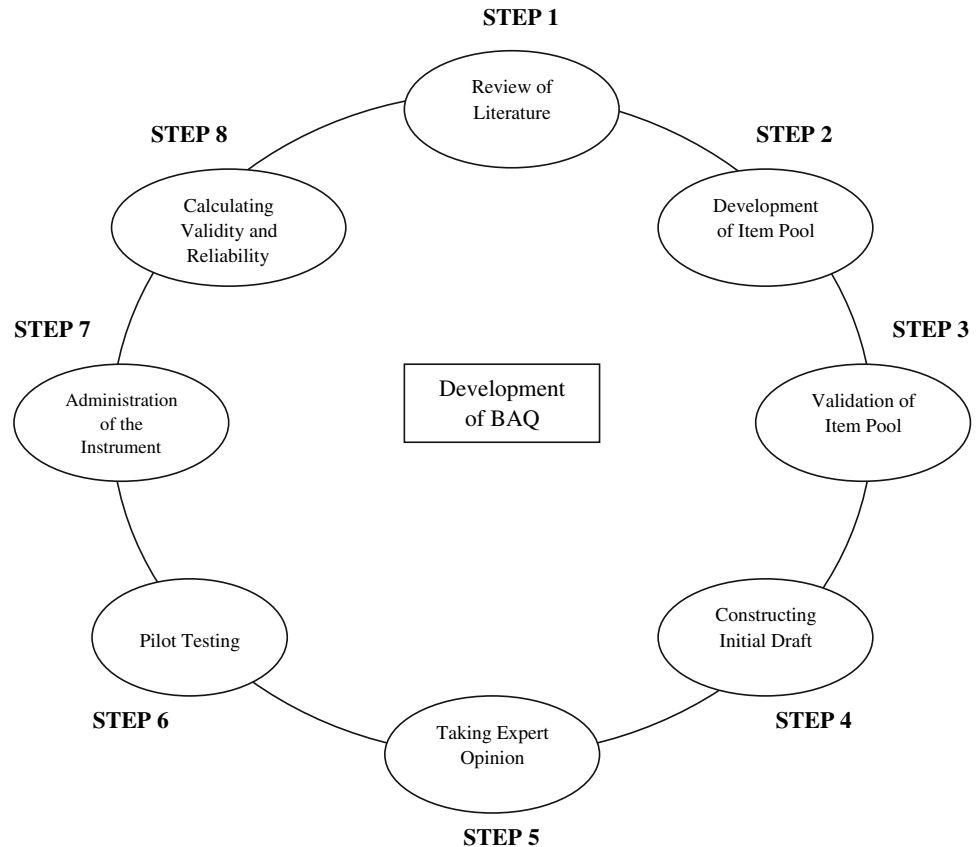 STEP 1
Review of
Literature
STEP 2
Development
of Item Pool
STEP 3
Validation of
Item Pool
STEP 4
Constructing
Initial Draft
STEP 5
Taking Expert
Opinion
STEP 6
Pilot Testing
STEP 7
Administration
of the
Instrument
STEP 8
Calculating
Validity and
Reliability
Development
of BAQ